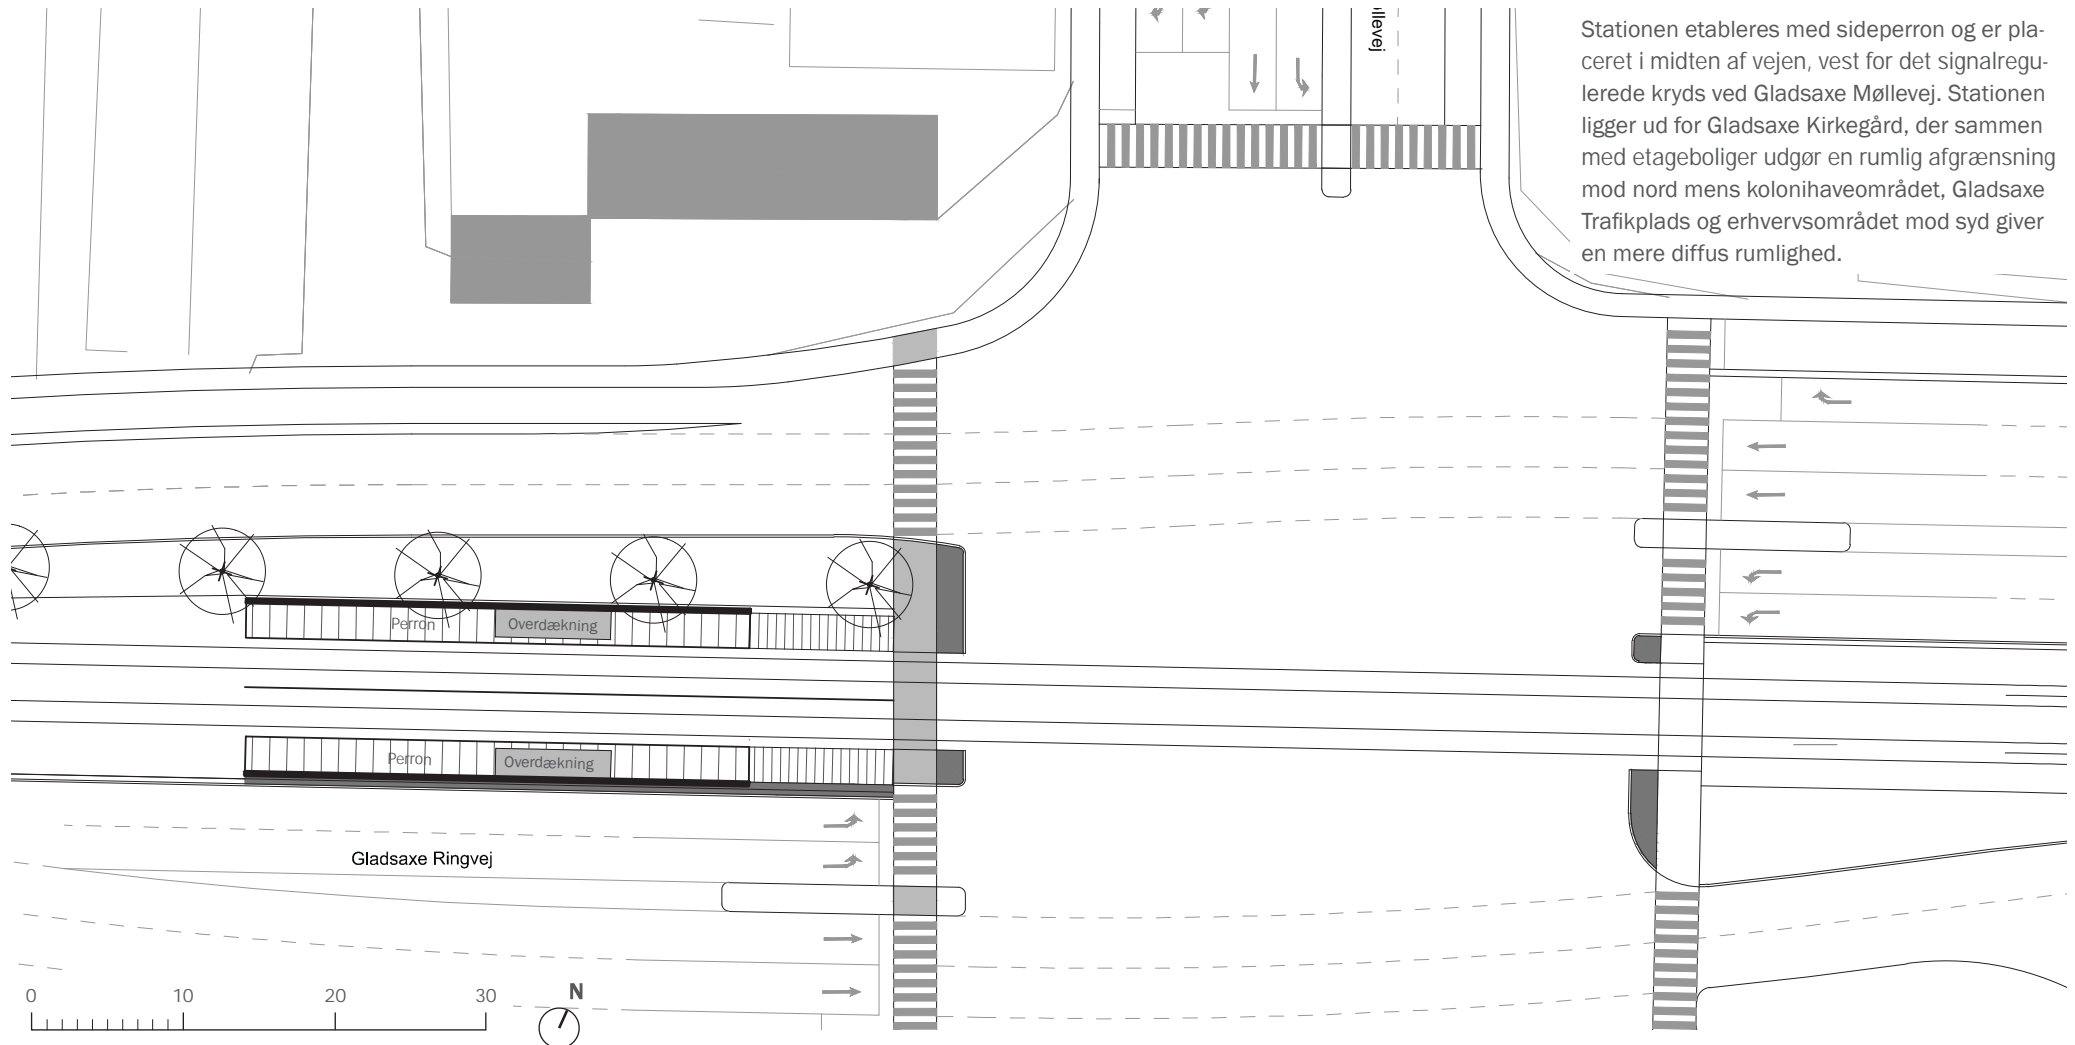 Stationen etableres med sideperron og er pla-
ceret i midten af vejen, vest for det signalregu-
lerede kryds ved Gladsaxe Møllevej. Stationen
ligger ud for Gladsaxe Kirkegård, der sammen
med etageboliger udgør en rumlig afgrænsning
mod nord mens kolonihaveområdet, Gladsaxe
Trafikplads og erhvervsområdet mod syd giver
en mere diffus rumlighed.
øllevej
Perron
Overdækning
Perron
Overdækning
Gladsaxe Ringvej
0 10 20 30
N